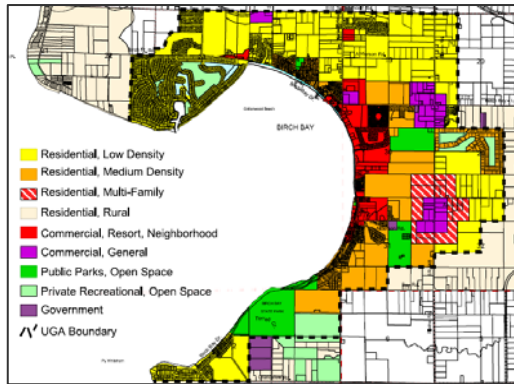 BIRCH BAY
Residential, Low Density
Residential, Medium Density
Residential, Multi-Family
Residential, Rural
Commercial, Resort, Neighborhood
Commercial, General
Public Parks, Open Space
Private Recreational, Open Space
Government
UGA Boundary